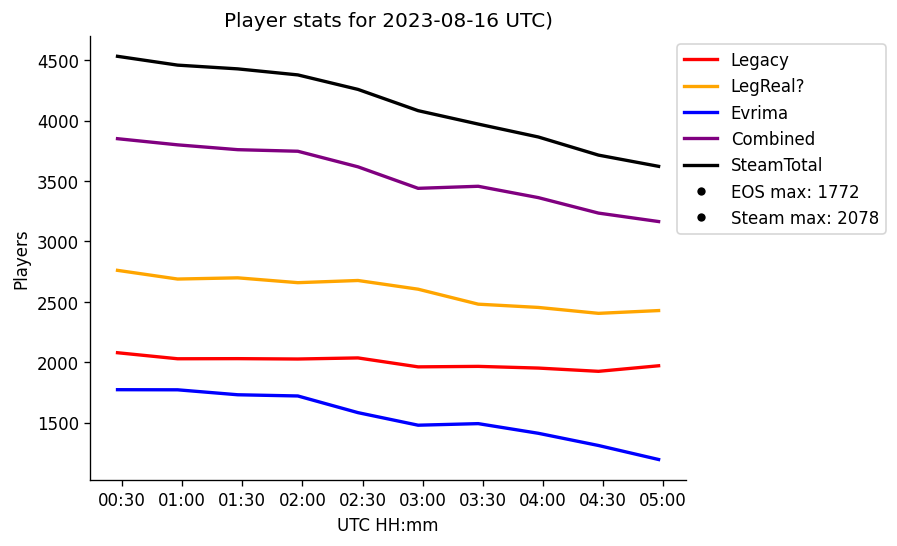 Player stats for 2023-08-16 UTC)
Legacy
LegReal?
Evrima
Combined
SteamTotal
EOS max: 1772
Steam max: 2078
Players
4500
4000
3500
3000
2500
2000
1500
00:30 01:00 01:30 02:00 02:30 03:00 03:30 04:00 04:30 05:00
UTC HH:mm